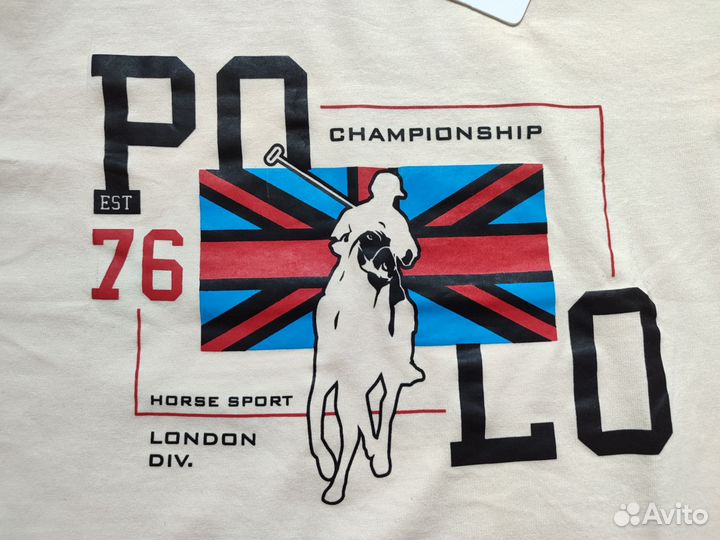 PO
CHAMPIONSHIP
EST
76
LO
HORSE SPORT
LONDON
DIV.
Avito